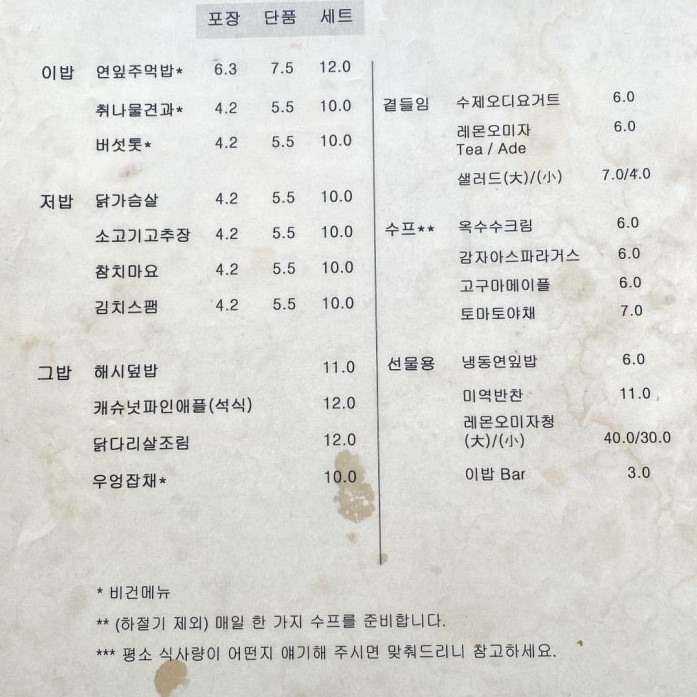 포장 단품 세트
이밥 연잎주먹밥* 6.3 7.5 12.0
취나물견과* 4.2 5.5 10.0
버섯톳* 4.2 5.5 10.0
저밥 닭가슴살 4.2 5.5 10.0
소고기고추장 4.2 5.5 10.0
참치마요 4.2 5.5 10.0
김치스팸 4.2 5.5 10.0
그밥 해시덮밥 11.0
캐슈넛파인애플(석식) 12.0
닭다리살조림 12.0
우엉잡채* 10.0
곁들임 수제오디요거트 6.0
레몬오미자 6.0
Tea / Ade
샐러드(大)/(小) 7.0/4.0
수프** 옥수수크림 6.0
감자아스파라거스 6.0
고구마메이플 6.0
토마토야채 7.0
선물용 냉동연잎밥 6.0
미역반찬 11.0
레몬오미자청
(大)/(小) 40.0/30.0
이밥 Bar 3.0
* 비건메뉴
** (하절기 제외) 매일 한 가지 수프를 준비합니다.
*** 평소 식사량이 어떤지 얘기해 주시면 맞춰드리니 참고하세요.